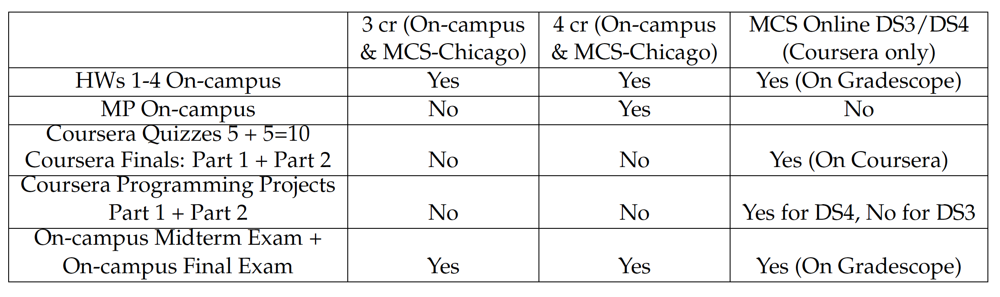 3 cr (On-campus & MCS-Chicago) 4 cr (On-campus & MCS-Chicago) MCS Online DS3/DS4 (Coursera only)
HWs 1-4 On-campus Yes Yes Yes (On Gradescope)
MP On-campus No Yes No
Coursera Quizzes 5 + 5=10
Coursera Finals: Part 1 + Part 2 No No Yes (On Coursera)
Coursera Programming Projects
Part 1 + Part 2 No No Yes for DS4, No for DS3
On-campus Midterm Exam +
On-campus Final Exam Yes Yes Yes (On Gradescope)